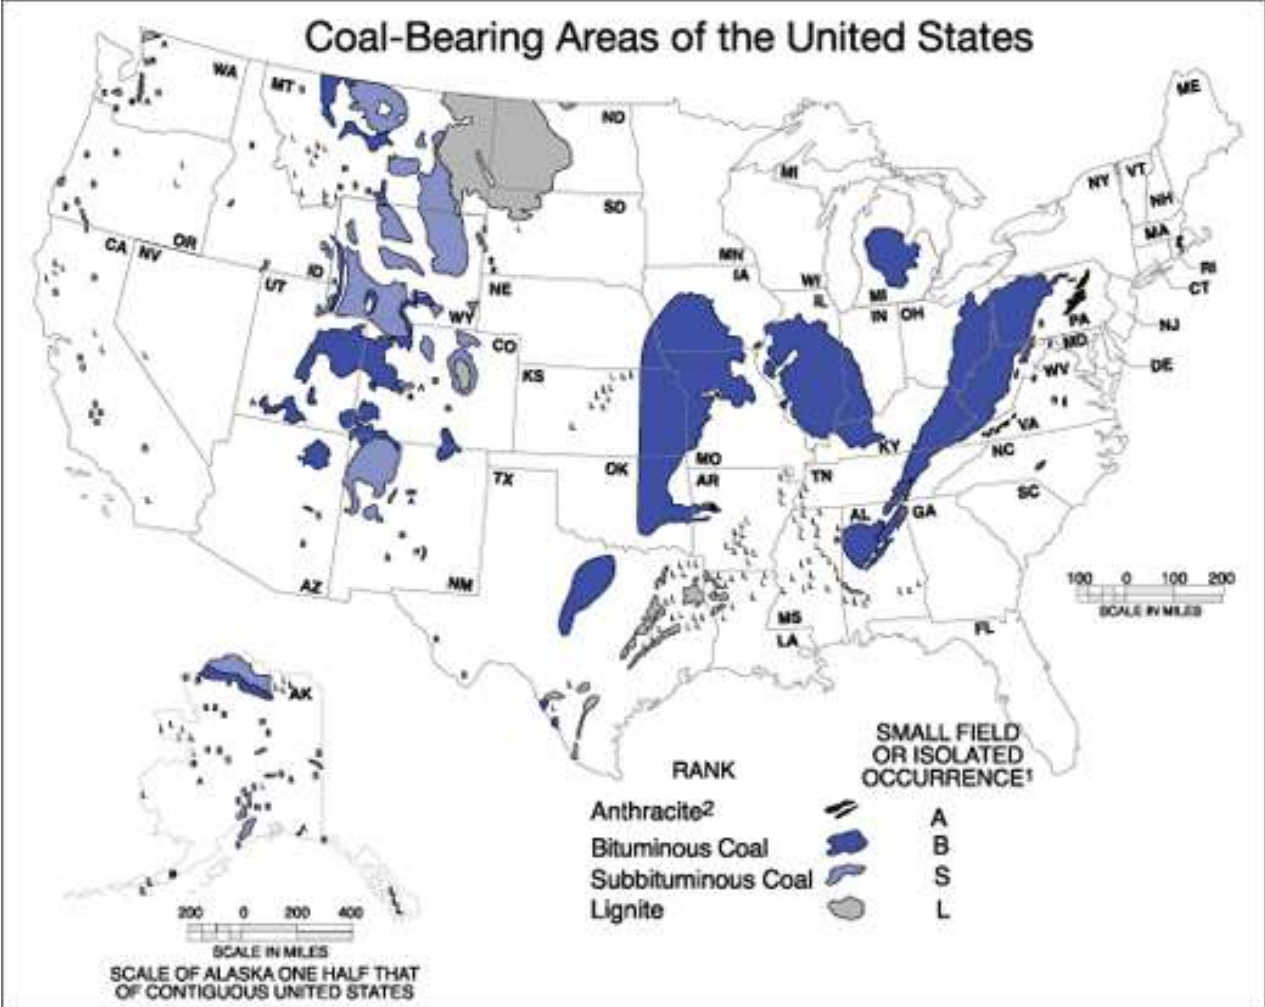 Coal-Bearing Areas of the United States
WA
MT
ND
ME
MI
NY
VT
NH
SD
MA
OR
CA
NV
MN
IA
WI
RI
CT
ID
UT
NE
IL
MI
IN
OH
WY
PA
NJ
CO
MD
DE
KS
WV
VA
OK
MO
KY
NC
TX
AR
TN
SC
AL
GA
AZ
NM
MS
LA
FL
100 0 100 200
SCALE IN MILES
AK
RANK
SMALL FIELD
OR ISOLATED
OCCURRENCE1
Anthracite2
A
Bituminous Coal
B
Subbituminous Coal
S
Lignite
L
200 0 200 400
SCALE IN MILES
SCALE OF ALASKA ONE HALF THAT
OF CONTIGUOUS UNITED STATES